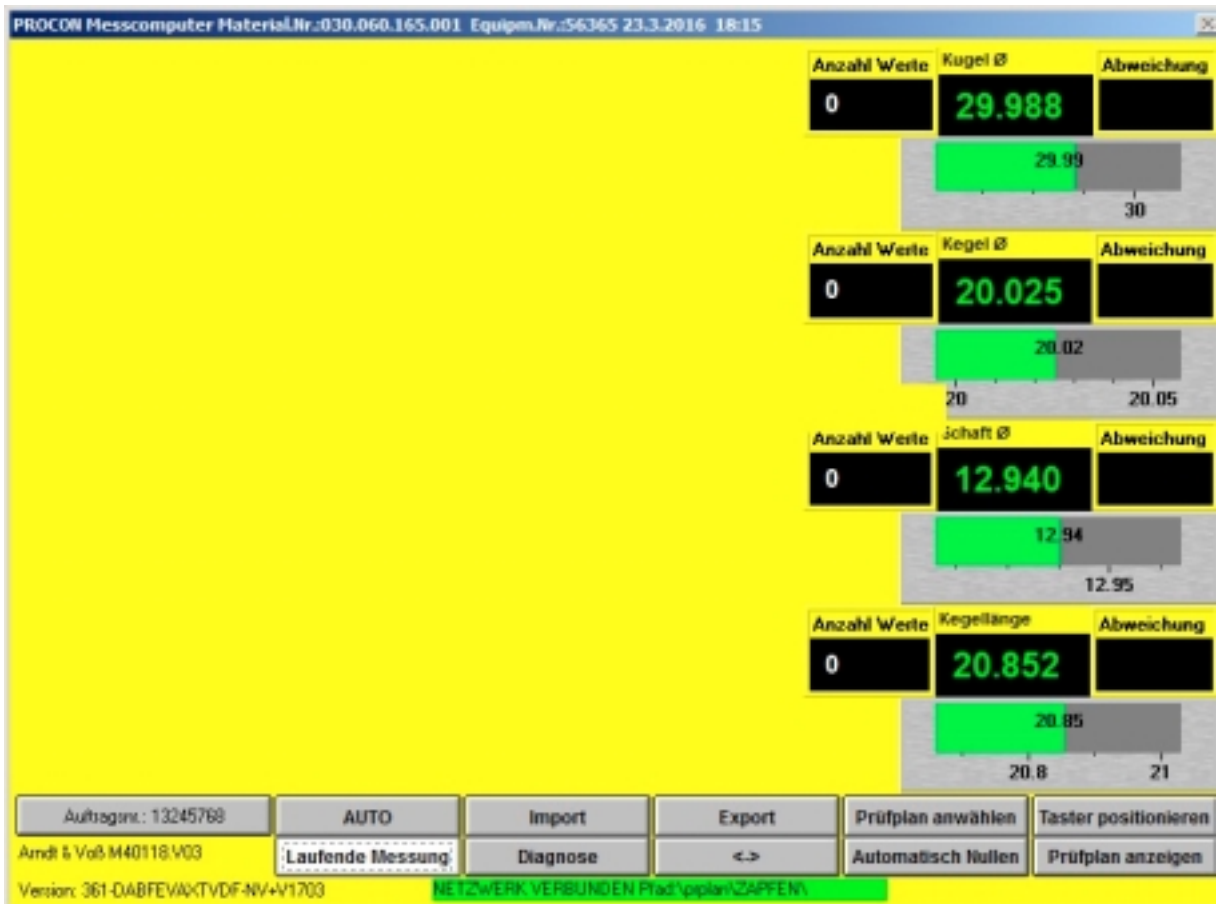 PROCON Messcomputer Material.Nr.:030.060.165.001 Equipm.Nr.:56365 23.3.2016 18:15
Anzahl Werte Kugel Ø Abweichung
0 29.988
29.99
30
Anzahl Werte Kegel Ø Abweichung
0 20.025
20.02
20 20.05
Anzahl Werte Schaft Ø Abweichung
0 12.940
12.94
12.95
Anzahl Werte Kegellänge Abweichung
0 20.852
20.85
20.8 21
Auftragsnr.: 13245768 AUTO Import Export Prüfplan anwählen Taster positionieren
Arndt & Voß M40118.V03 Laufende Messung Diagnose <-> Automatisch Nullen Prüfplan anzeigen
Version: 361-DABFEVAXTVDF-NV+V1703 NETZWERK VERBUNDEN Pfad:\prplan\ZAPFEN\